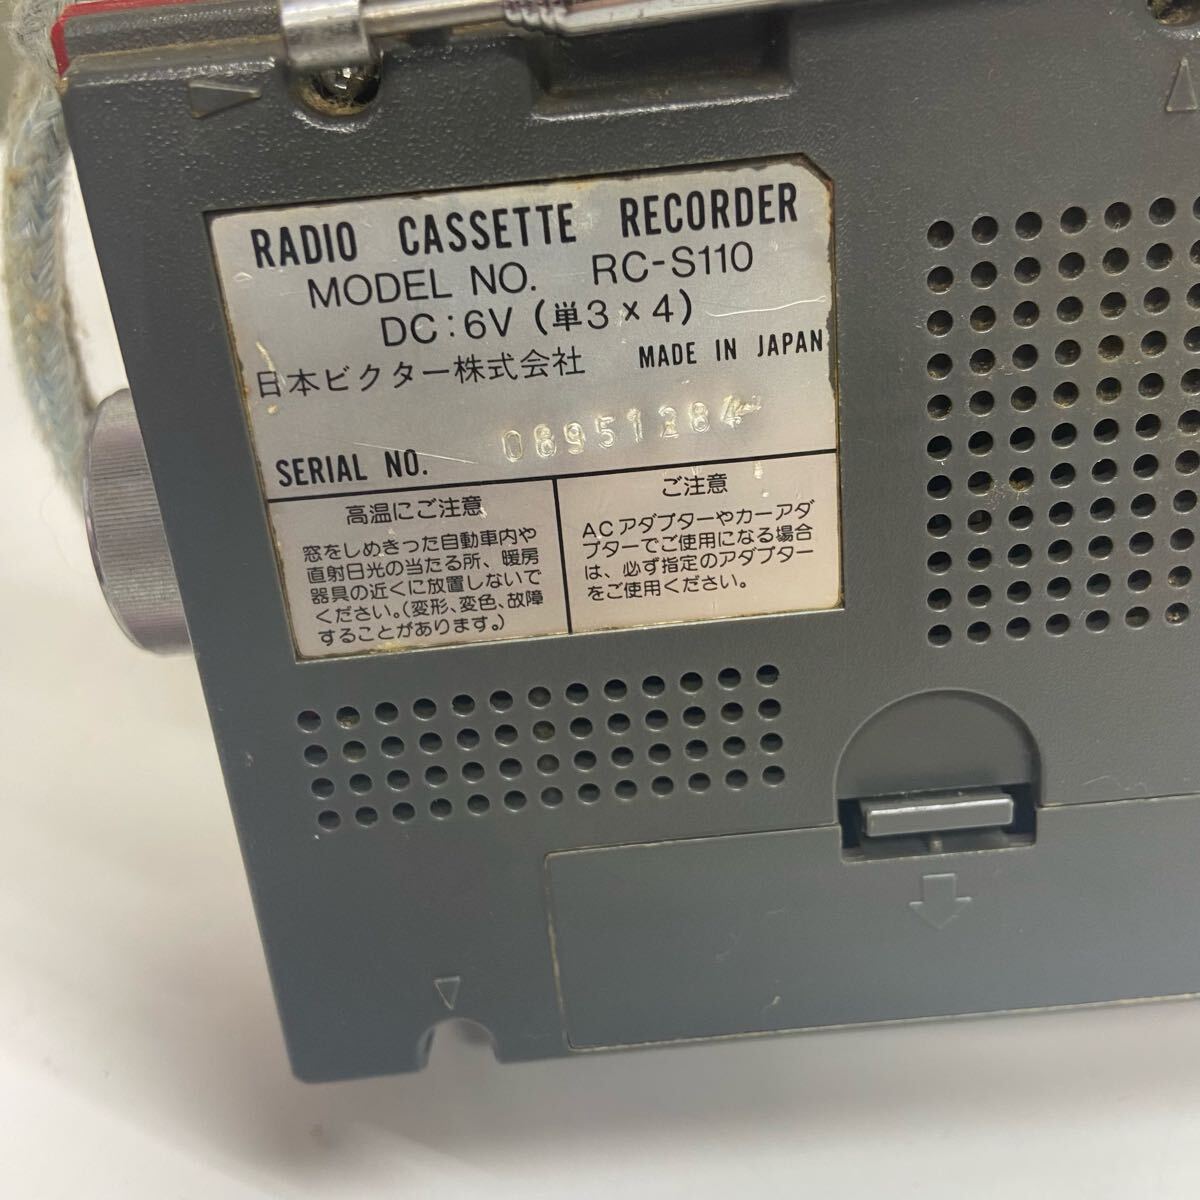 RADIO CASSETTE RECORDER
MODEL NO. RC-S110
DC:6V (単3×4)
日本ビクター株式会社 MADE IN JAPAN
SERIAL NO. 08951284
高温にご注意
窓をしめきった自動車内や
直射日光の当たる所、暖房
器具の近くに放置しないで
ください。(変形、変色、故障
することがあります。)
ご注意
ACアダプターやカーアダ
プターでご使用になる場合
は、必ず指定のアダプター
をご使用ください。